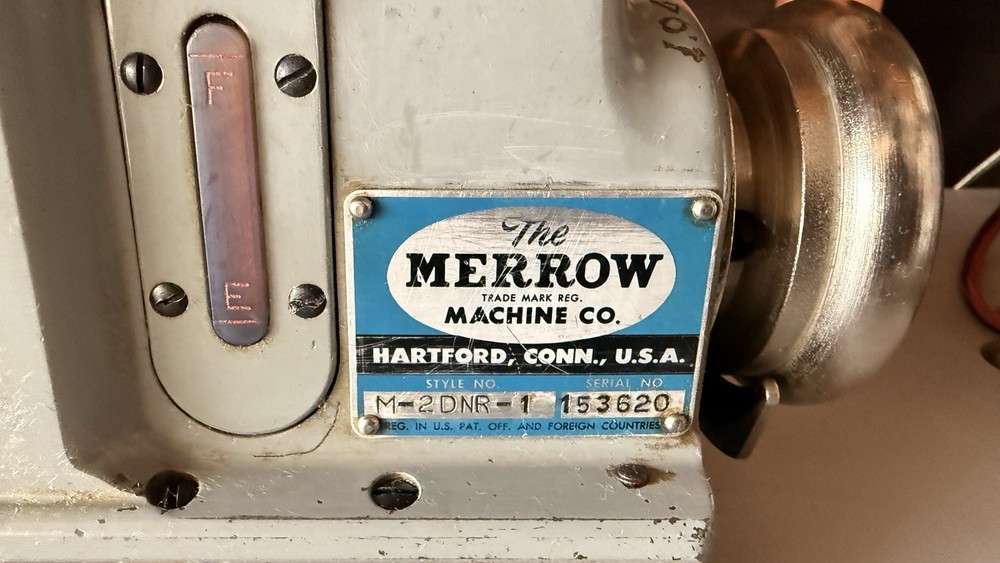 F
E
The
MERROW
TRADE MARK REG.
MACHINE CO.
HARTFORD, CONN., U.S.A.
STYLE NO. SERIAL NO
M-2DNR-1 153620
REG. IN U.S. PAT. OFF. AND FOREIGN COUNTRIES